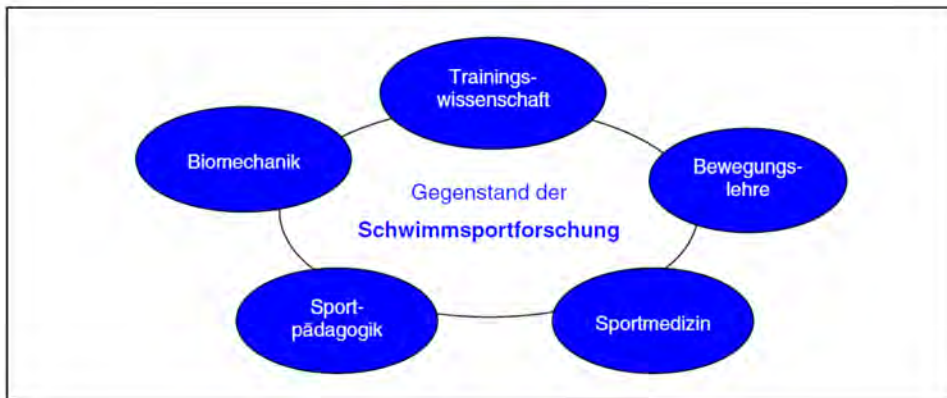 Trainings-
wissenschaft
Biomechanik
Bewegungs-
lehre
Gegenstand der
Schwimmsportforschung
Sport-
pädagogik
Sportmedizin